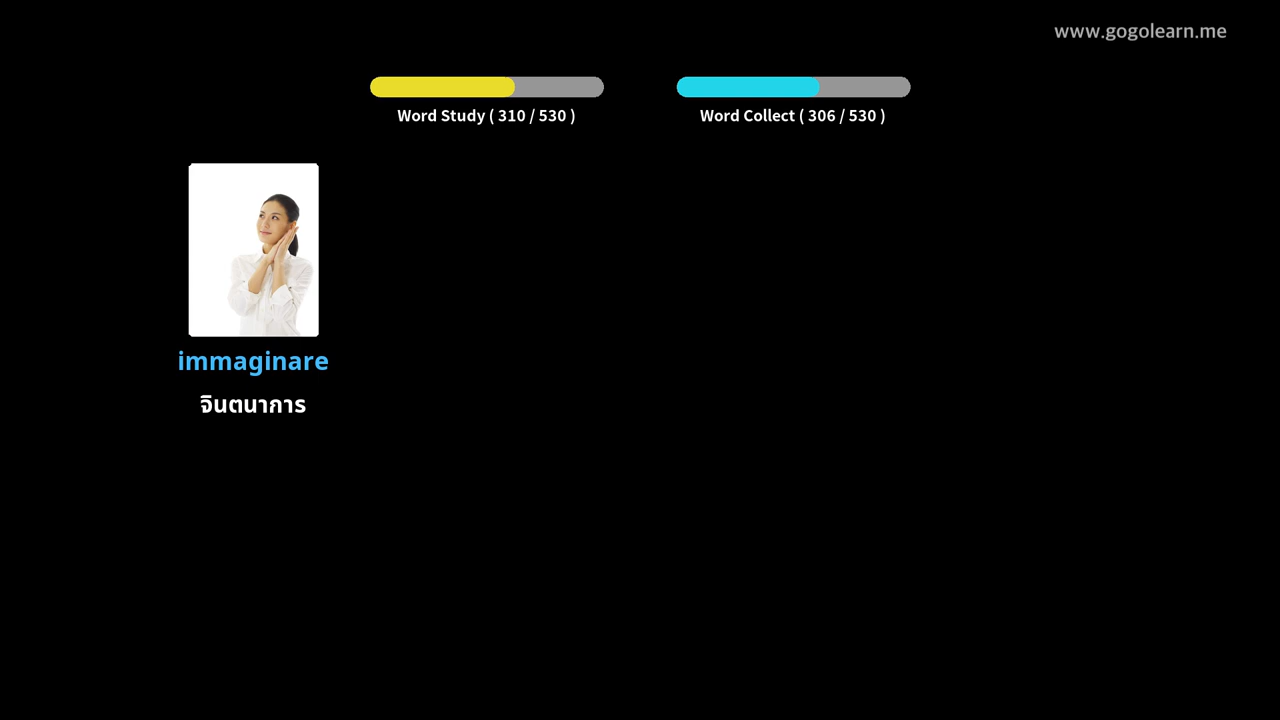 www.gogolearn.me
Word Study ( 310 / 530 )
Word Collect ( 306 / 530 )
immaginare
จินตนาการ